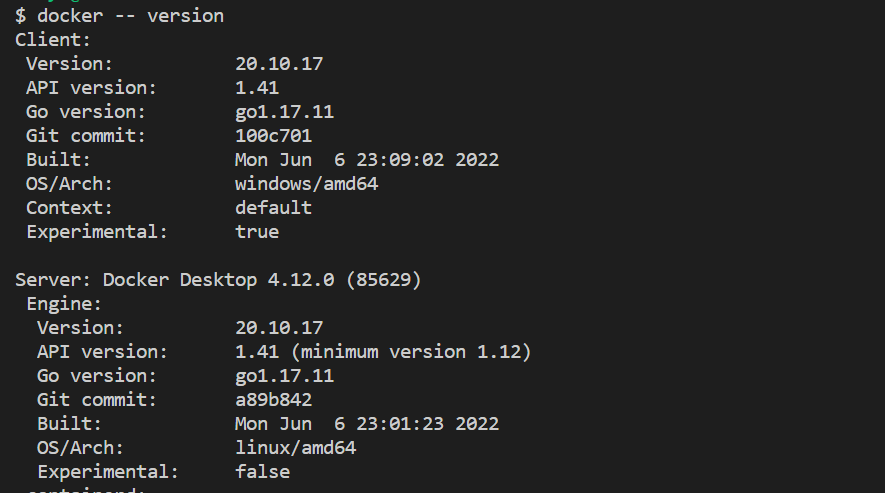 $ docker -- version
Client:
 Version:           20.10.17
 API version:       1.41
 Go version:        go1.17.11
 Git commit:        100c701
 Built:             Mon Jun  6 23:09:02 2022
 OS/Arch:           windows/amd64
 Context:           default
 Experimental:      true

Server: Docker Desktop 4.12.0 (85629)
 Engine:
  Version:          20.10.17
  API version:      1.41 (minimum version 1.12)
  Go version:       go1.17.11
  Git commit:       a89b842
  Built:            Mon Jun  6 23:01:23 2022
  OS/Arch:          linux/amd64
  Experimental:     false
 containerd: